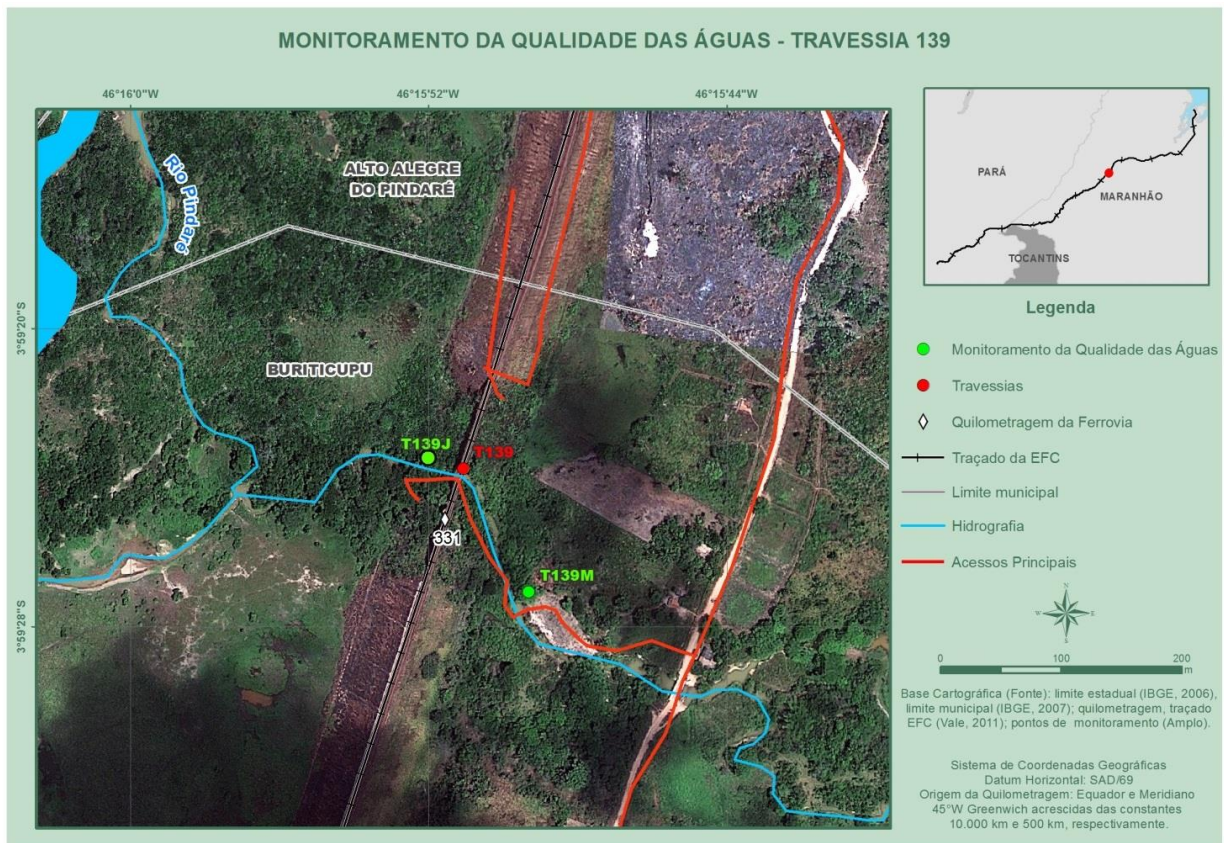 MONITORAMENTO DA QUALIDADE DAS ÁGUAS - TRAVESSIA 139
46°16'0"W
46°15'52"W
46°15'44"W
3°59'20"S
3°59'28"S
Rio Pindaré
ALTO ALEGRE
DO PINDARÉ
BURITICUPU
T139J
T139
331
T139M
PARÁ
MARANHÃO
TOCANTINS
Legenda
Monitoramento da Qualidade das Águas
Travessias
Quilometragem da Ferrovia
Traçado da EFC
Limite municipal
Hidrografia
Acessos Principais
N
W E
S
0 100 200
m
Base Cartográfica (Fonte): limite estadual (IBGE, 2006),
limite municipal (IBGE, 2007); quilometragem, traçado
EFC (Vale, 2011); pontos de monitoramento (Amplo).
Sistema de Coordenadas Geográficas
Datum Horizontal: SAD/69
Origem da Quilometragem: Equador e Meridiano
45°W Greenwich acrescidas das constantes
10.000 km e 500 km, respectivamente.